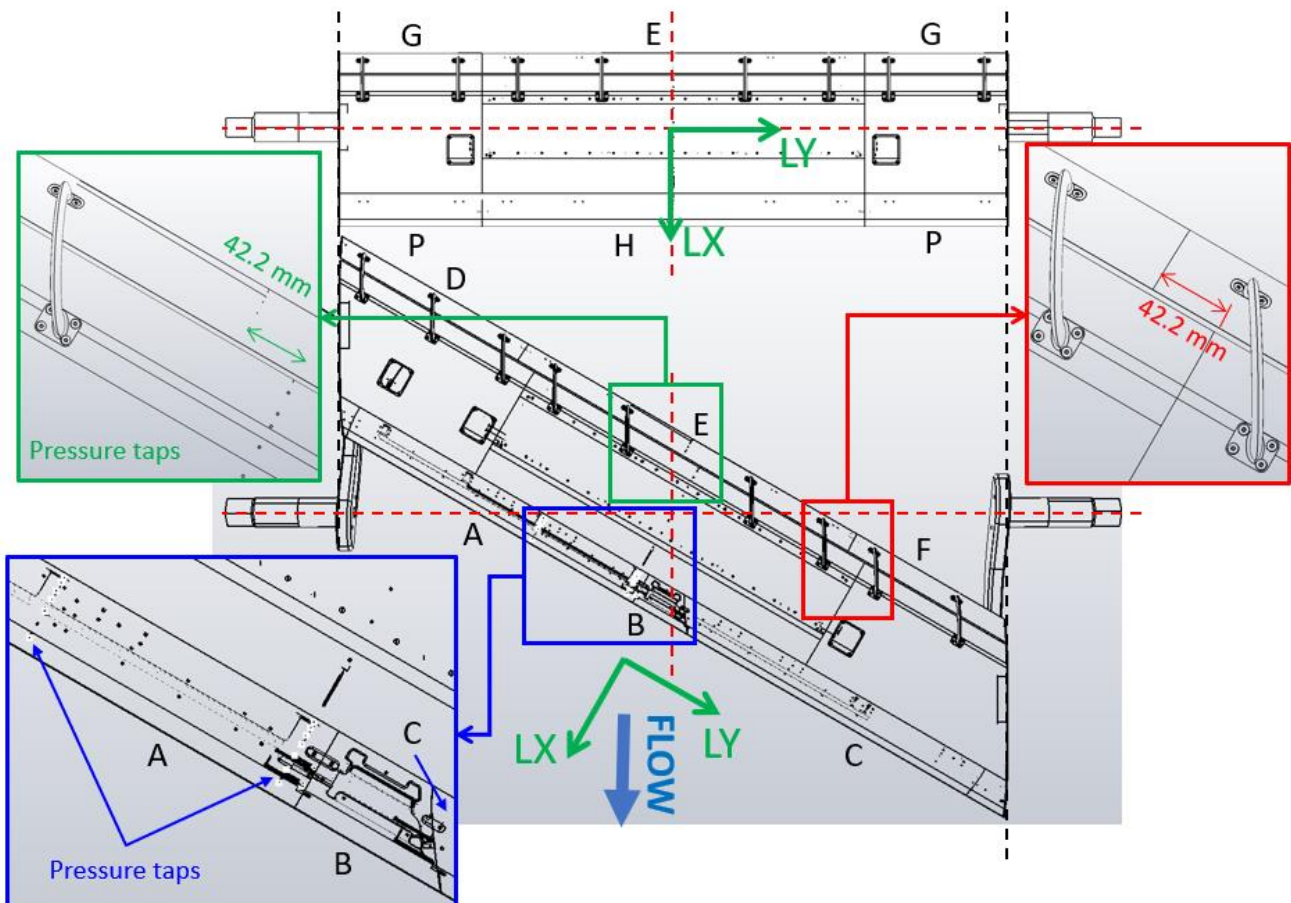 G
E
G
LY
LX
P
H
P
D
42.2 mm
Pressure taps
42.2 mm
E
A
F
B
C
LX
LY
FLOW
A
C
B
Pressure taps